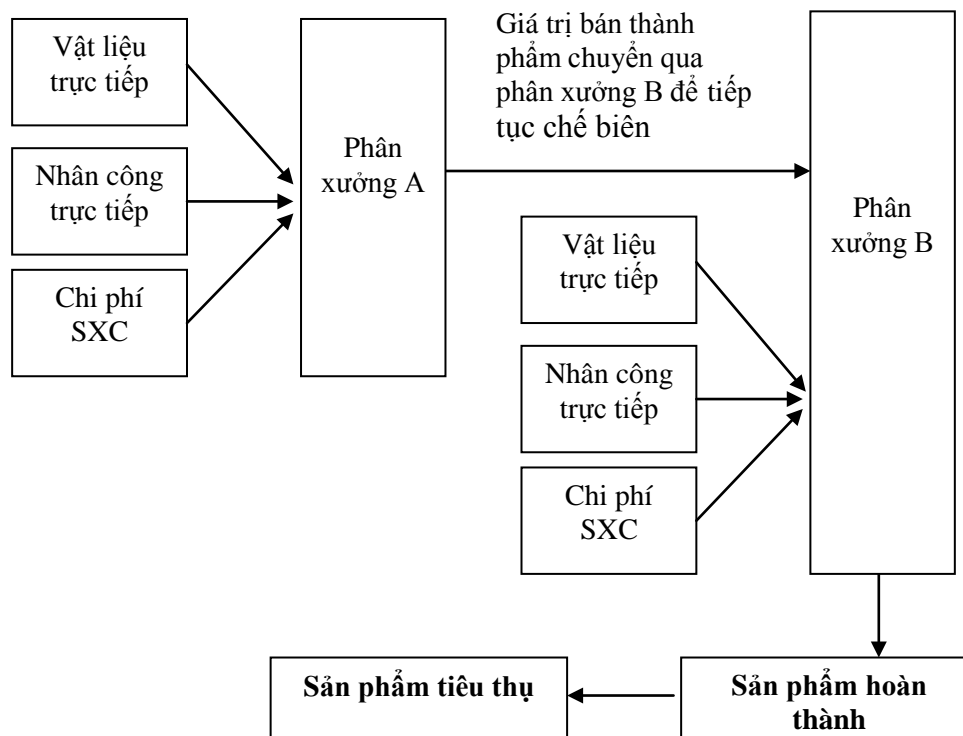 Vật liệu
trực tiếp
Nhân công
trực tiếp
Chi phí
SXC
Phân
xưởng A
Giá trị bán thành
phẩm chuyển qua
phân xưởng B để tiếp
tục chế biên
Vật liệu
trực tiếp
Nhân công
trực tiếp
Chi phí
SXC
Phân
xưởng B
Sản phẩm tiêu thụ
Sản phẩm hoàn
thành